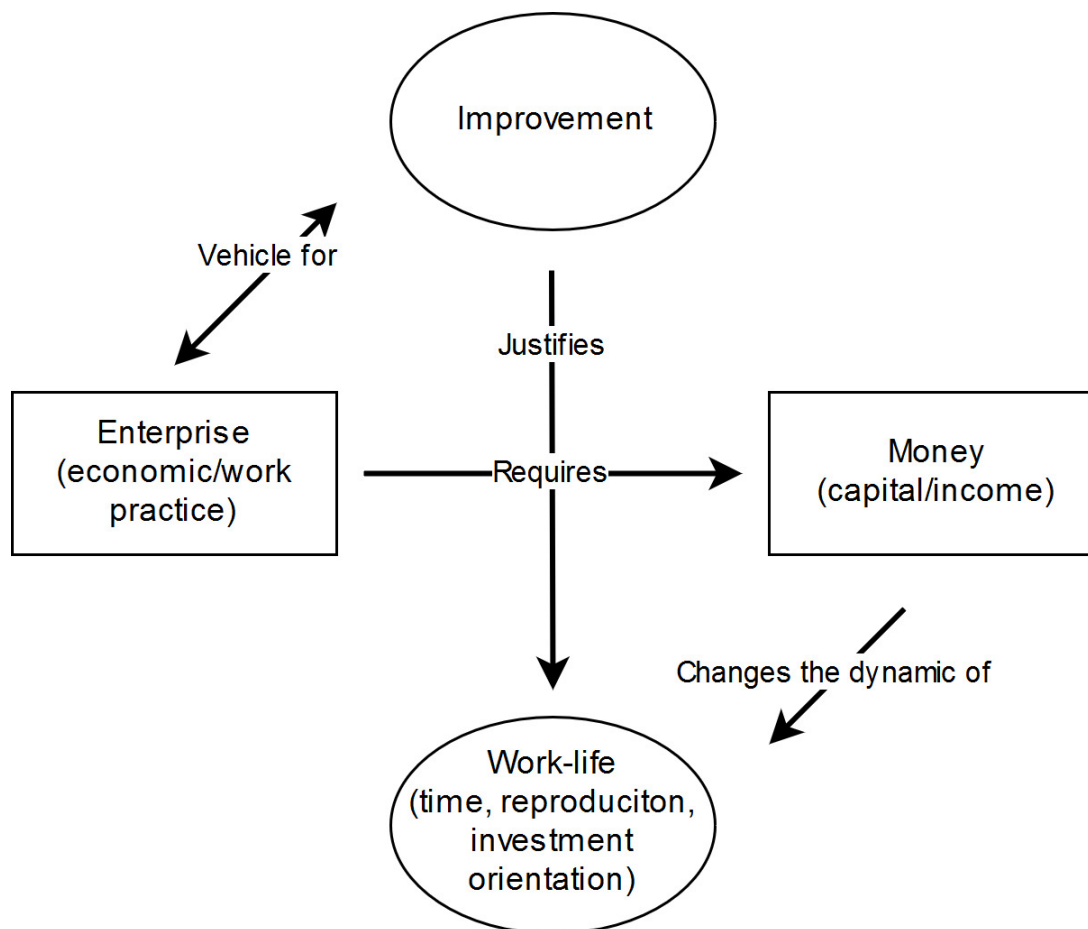 Improvement
Vehicle for
Justifies
Enterprise
(economic/work
practice)
Requires
Money
(capital/income)
Changes the dynamic of
Work-life
(time, reproduciton,
investment
orientation)